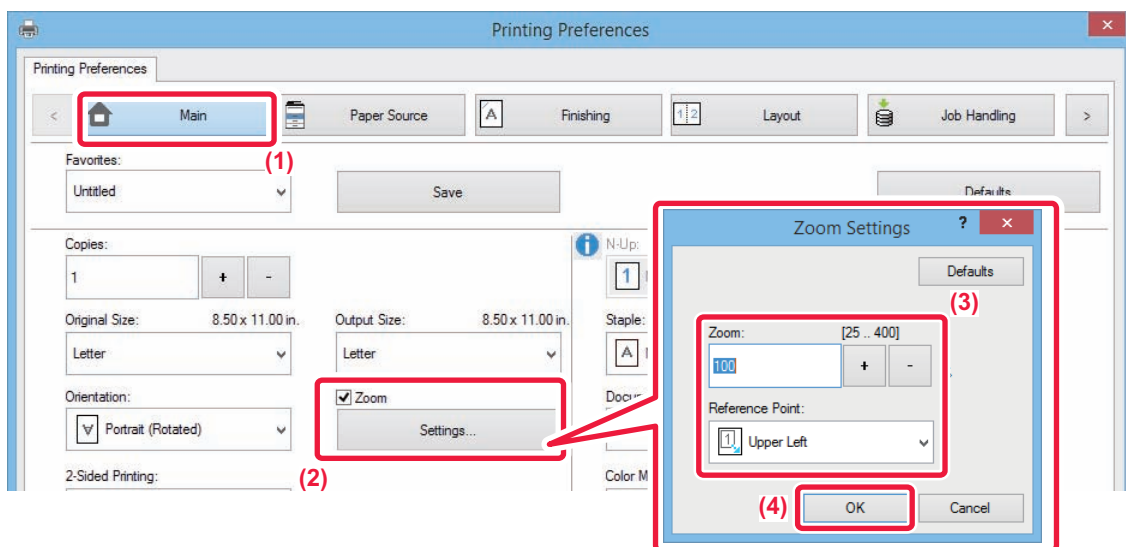 Printing Preferences
Printing Preferences
< Main Paper Source Finishing Layout Job Handling >
(1)
Favorites:
Untitled Save Defaults
Copies:
1 + -
N-Up:
1
Original Size: 8.50 x 11.00 in. Output Size: 8.50 x 11.00 in. Staple:
Letter Letter
Orientation: Zoom
Portrait (Rotated) Settings...
(2)
2-Sided Printing: Color M
Zoom Settings ?
Defaults
(3)
Zoom: [25 .. 400]
100 + -
Reference Point:
1 Upper Left
(4) OK Cancel